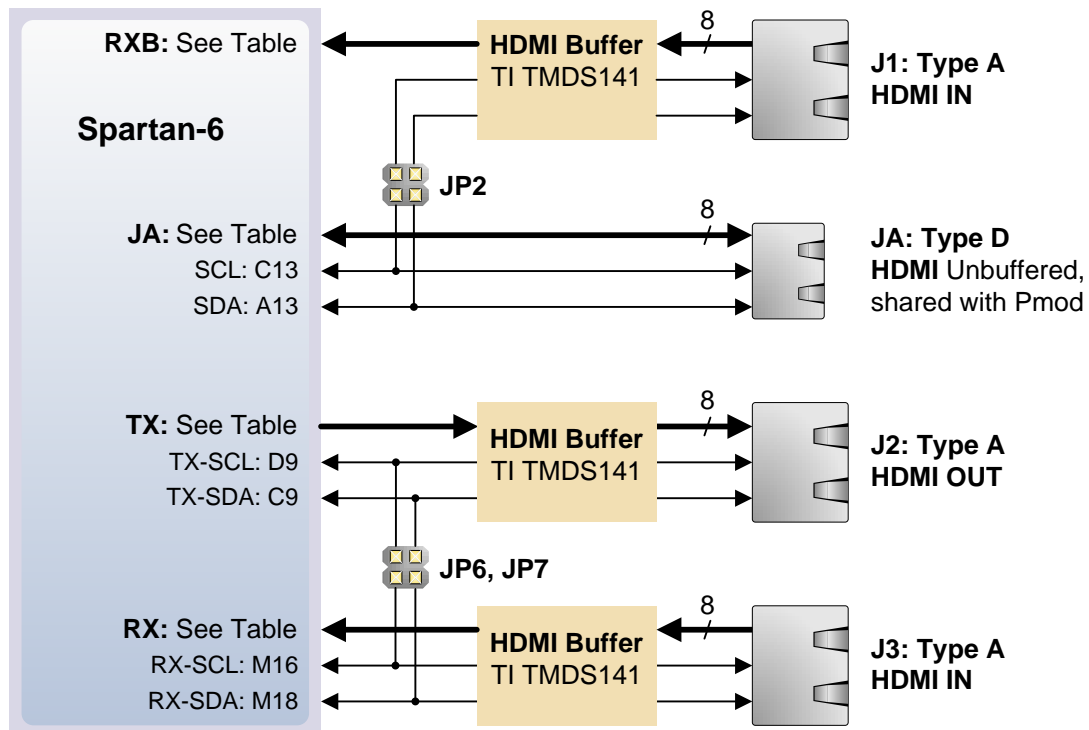 RXB: See Table
HDMI Buffer
TI TMDS141
8
J1: Type A
HDMI IN
Spartan-6
JP2
JA: See Table
SCL: C13
SDA: A13
8
JA: Type D
HDMI Unbuffered,
shared with Pmod
TX: See Table
TX-SCL: D9
TX-SDA: C9
HDMI Buffer
TI TMDS141
8
J2: Type A
HDMI OUT
JP6, JP7
RX: See Table
RX-SCL: M16
RX-SDA: M18
HDMI Buffer
TI TMDS141
8
J3: Type A
HDMI IN